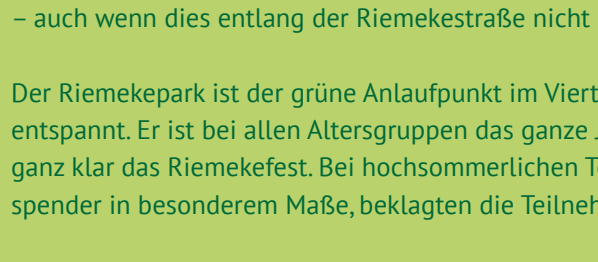 – auch wenn dies entlang der Riemekestraße nicht
Der Riemekepark ist der grüne Anlaufpunkt im Viert
entspannt. Er ist bei allen Altersgruppen das ganze
ganz klar das Riemekefest. Bei hochsommerlichen Te
spender in besonderem Maße, beklagten die Teilneh